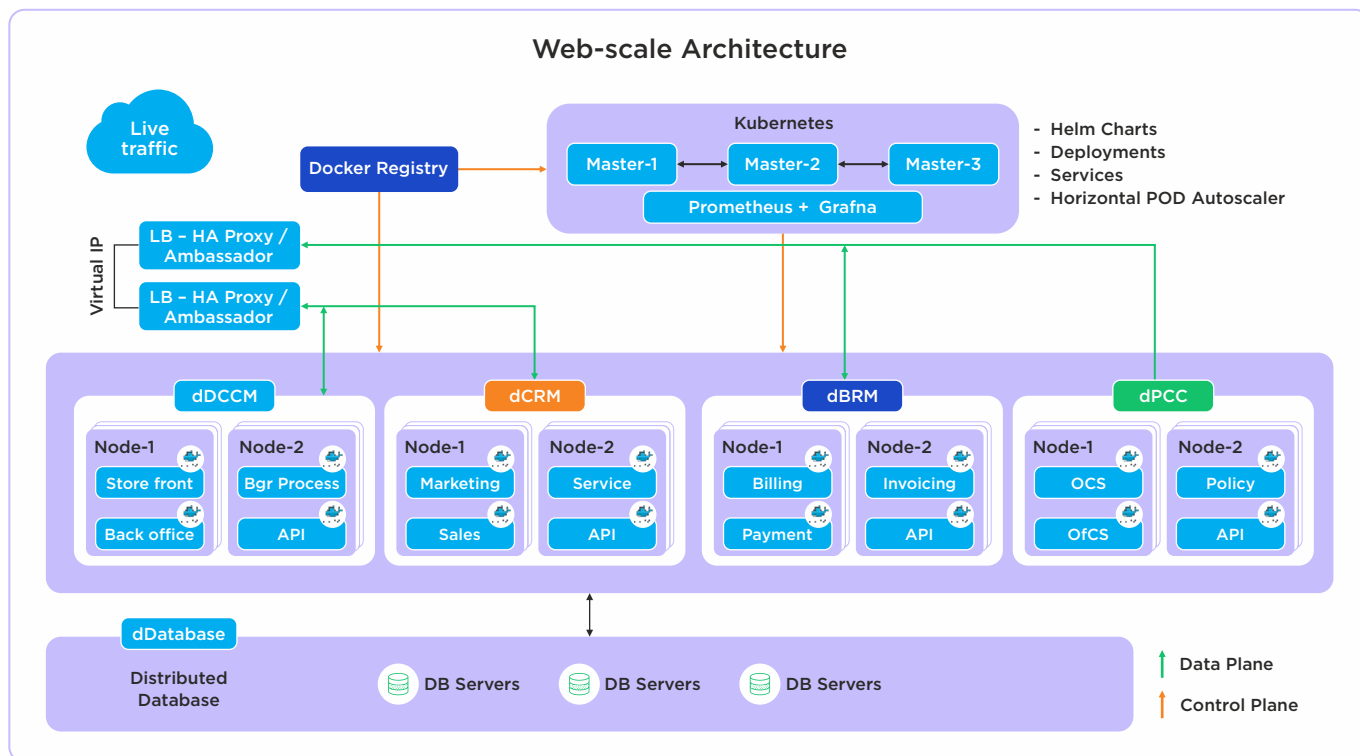 Web-scale Architecture
Live
traffic
Docker Registry
Kubernetes
Master-1
Master-2
Master-3
Prometheus + Grafna
- Helm Charts
- Deployments
- Services
- Horizontal POD Autoscaler
Virtual IP
LB – HA Proxy /
Ambassador
LB – HA Proxy /
Ambassador
dDCCM
Node-1
Store front
Back office
Node-2
Bgr Process
API
dCRM
Node-1
Marketing
Sales
Node-2
Service
API
dBRM
Node-1
Billing
Payment
Node-2
Invoicing
API
dPCC
Node-1
OCS
OfCS
Node-2
Policy
API
dDatabase
Distributed
Database
DB Servers
DB Servers
DB Servers
Data Plane
Control Plane